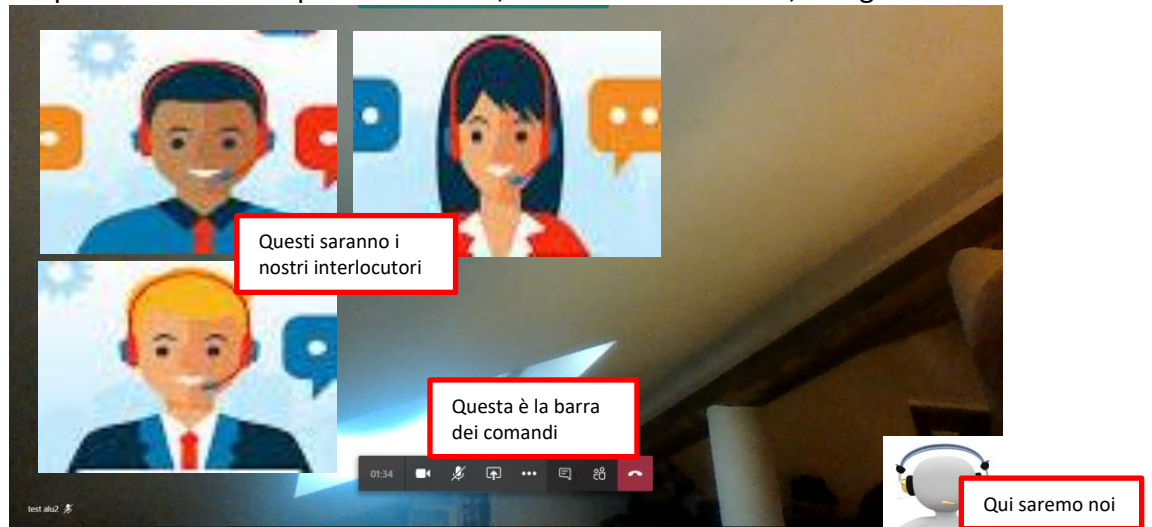 Questi saranno i
nostri interlocutori
Questa è la barra
dei comandi
01:34
test alu2
Qui saremo noi